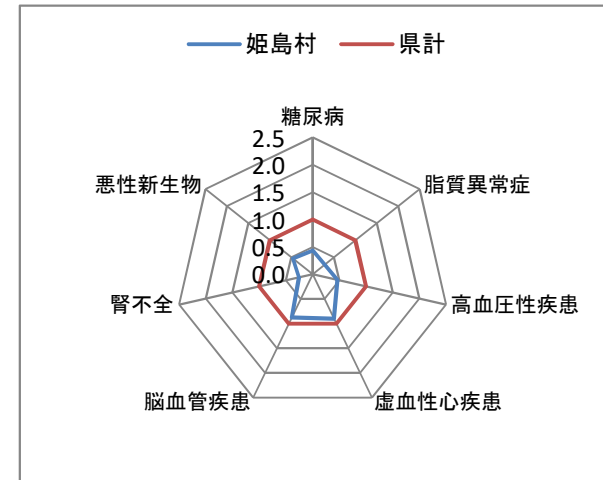 姫島村 県計
糖尿病
2.5
2.0
1.5
1.0
0.5
0.0
脂質異常症
高血圧性疾患
虚血性心疾患
脳血管疾患
腎不全
悪性新生物